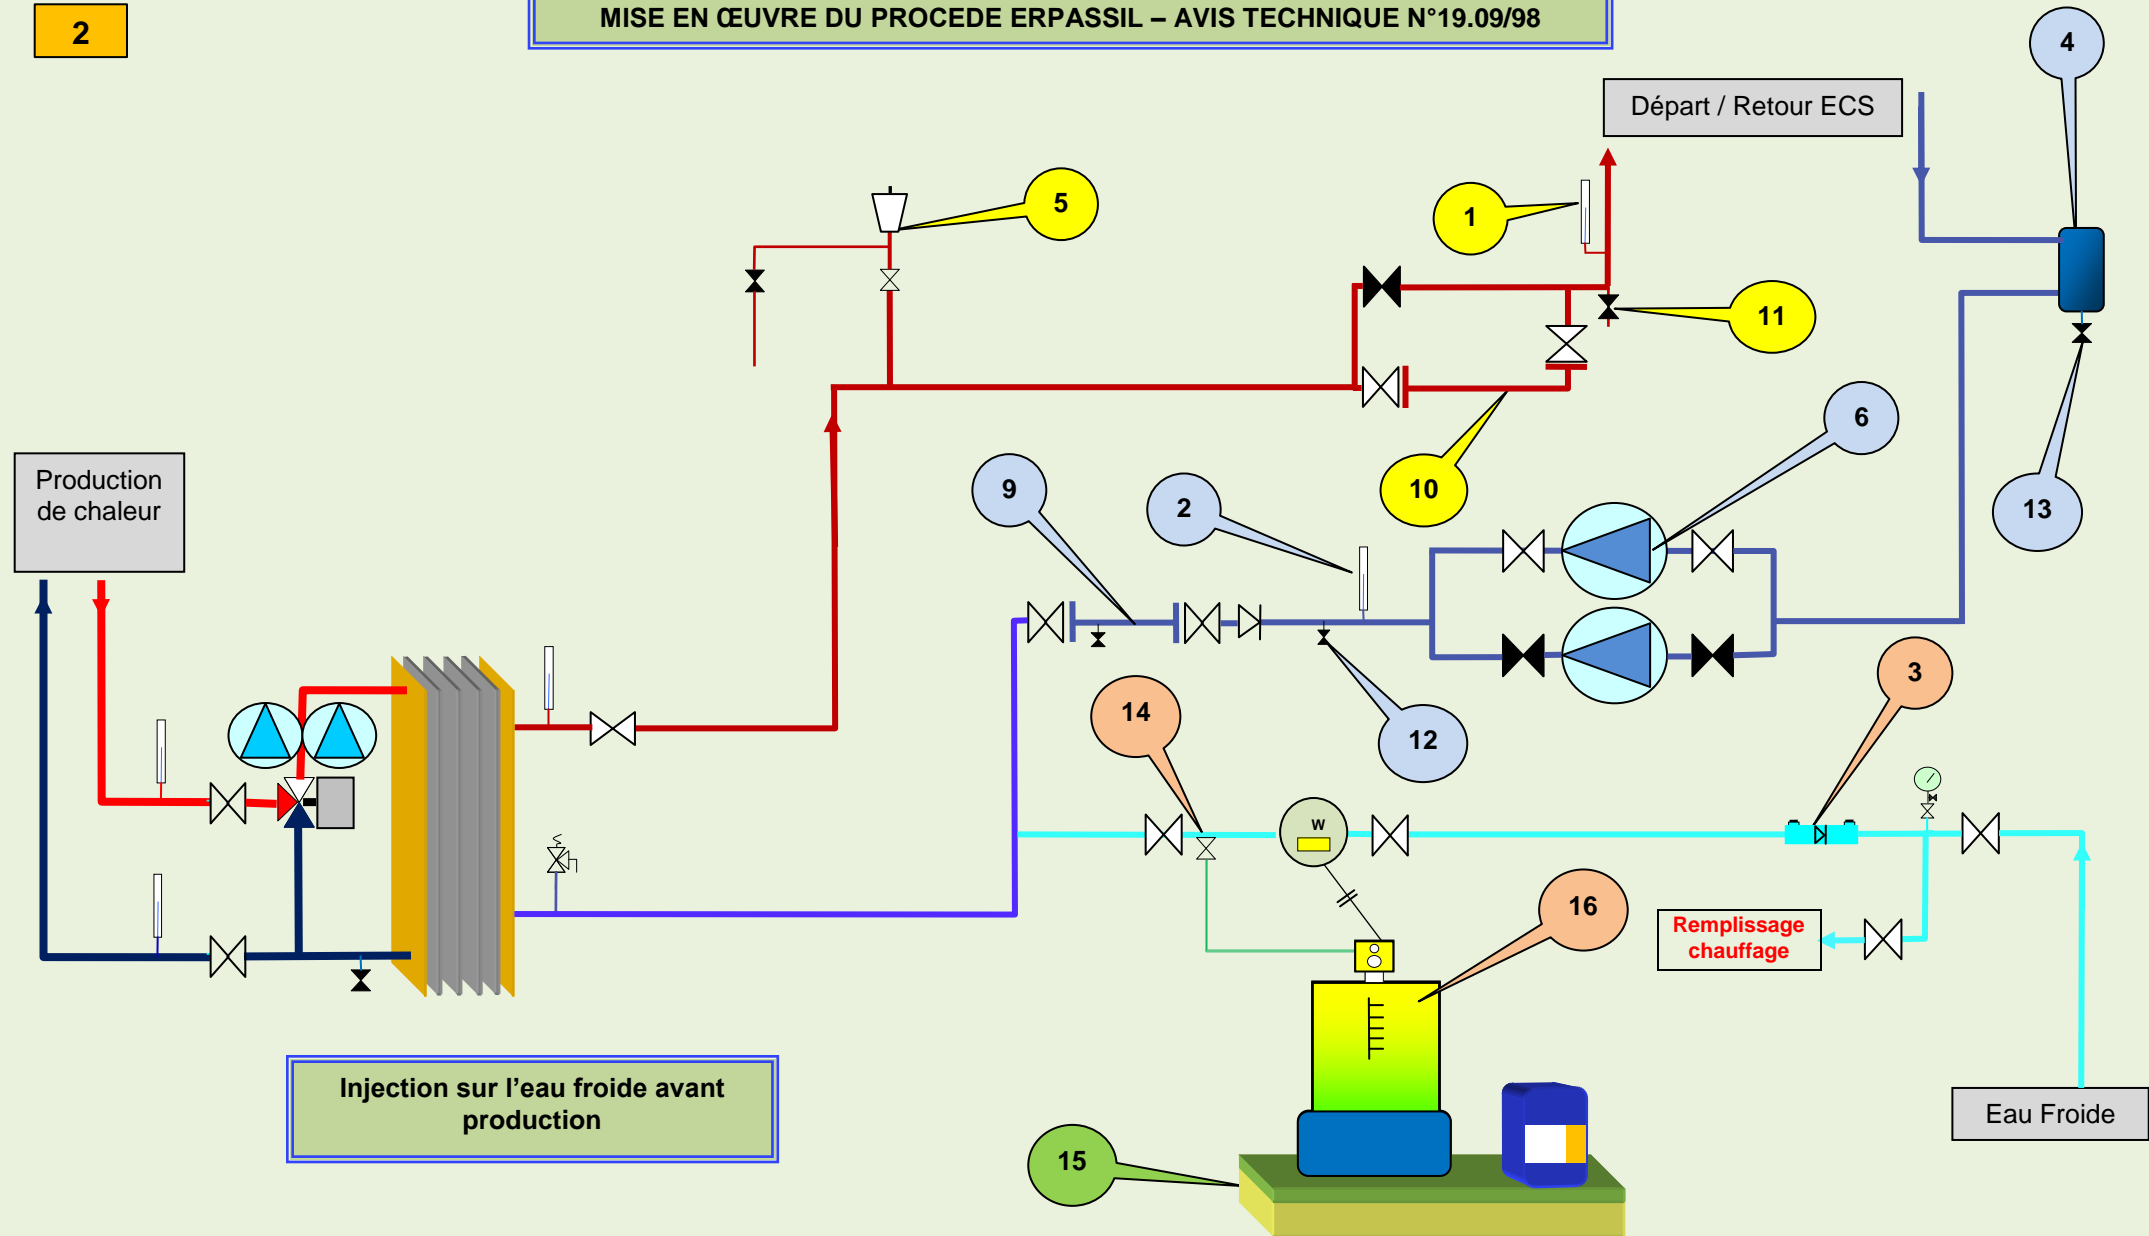 2
MISE EN ŒUVRE DU PROCEDE ERPASSIL – AVIS TECHNIQUE N°19.09/98
4
Départ / Retour ECS
5
1
11
6
Production
de chaleur
9
2
10
13
3
14
12
W
16
Remplissage
chauffage
Injection sur l’eau froide avant
production
Eau Froide
15